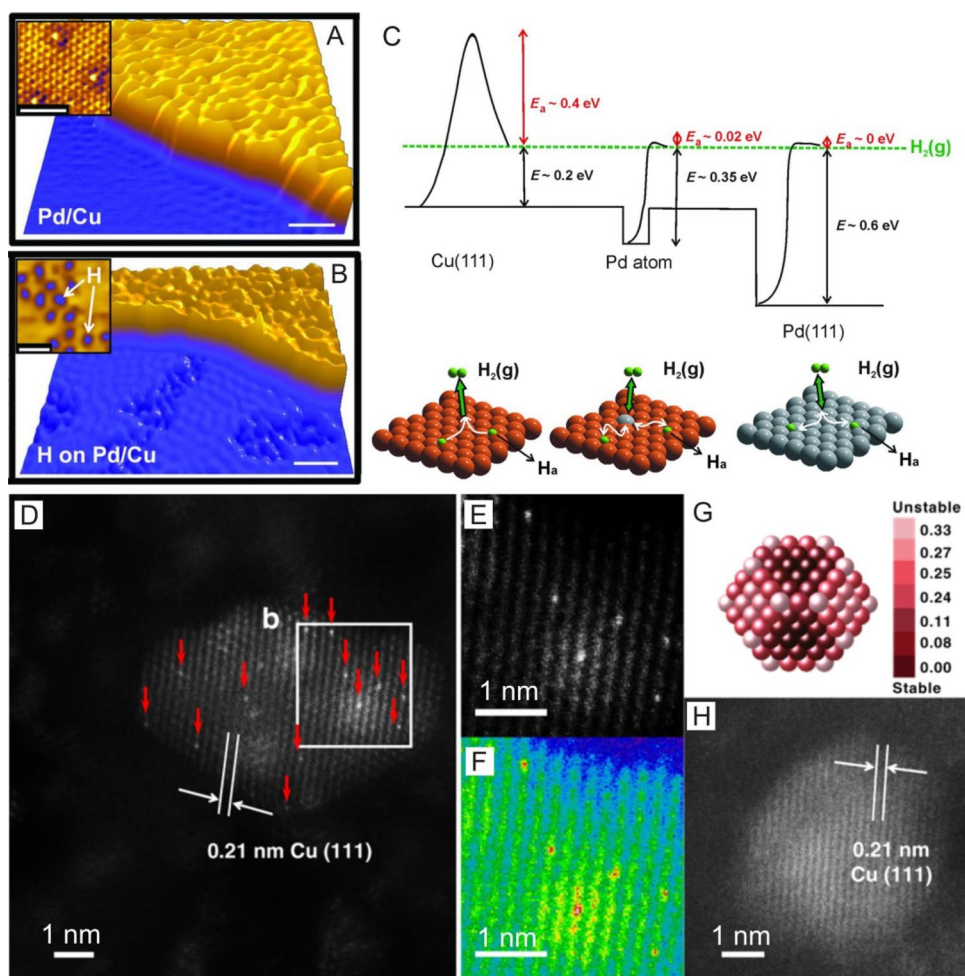 A
Pd/Cu
B
H
H on Pd/Cu
C
Eₐ ~ 0.4 eV
Eₐ ~ 0.02 eV
Eₐ ~ 0 eV
H₂(g)
E ~ 0.2 eV
E ~ 0.35 eV
E ~ 0.6 eV
Cu(111)
Pd atom
Pd(111)
H₂(g)
H₂(g)
H₂(g)
Hₐ
Hₐ
Hₐ
D
b
0.21 nm Cu (111)
1 nm
E
1 nm
F
1 nm
G
Unstable
0.33
0.27
0.25
0.24
0.11
0.08
0.00
Stable
H
0.21 nm
Cu (111)
1 nm